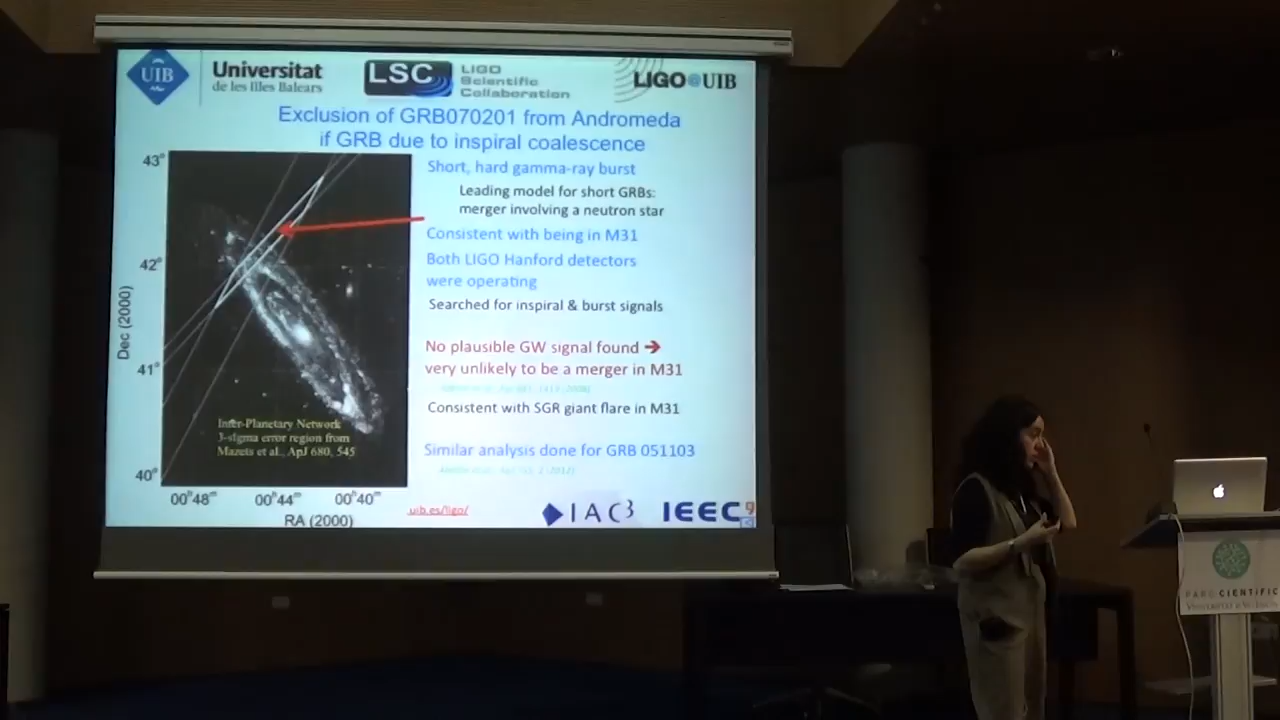 UIB
Universitat
de les Illes Balears
LSC
LIGO
Scientific
Collaboration
LIGO@UIB
Exclusion of GRB070201 from Andromeda
if GRB due to inspiral coalescence
43°
42°
41°
40°
Dec (2000)
Inter-Planetary Network
3-sigma error region from
Mazets et al., ApJ 680, 545
00h48m
00h44m
00h40m
RA (2000)
Short, hard gamma-ray burst
Leading model for short GRBs:
merger involving a neutron star
Consistent with being in M31
Both LIGO Hanford detectors
were operating
Searched for inspiral & burst signals
No plausible GW signal found ➔
very unlikely to be a merger in M31
Consistent with SGR giant flare in M31
Similar analysis done for GRB 051103
.uib.es/ligo/
IAC3
IEEC9
PARC CIENTÍFIC